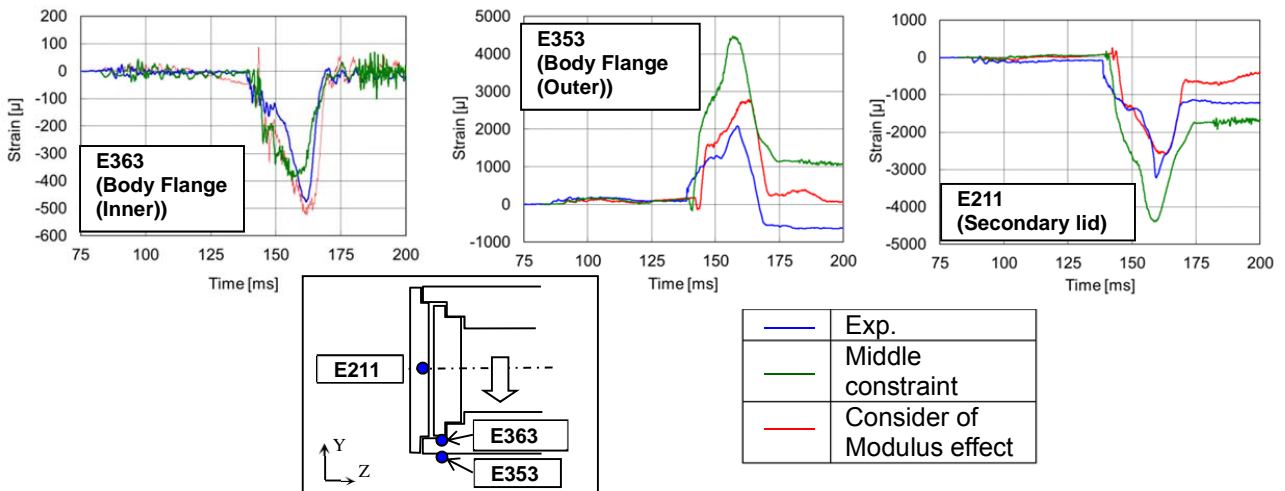 200
150
100
50
0
-100
-200
-300
-400
-500
-600
Strain [μ]
E363
(Body Flange
(Inner))
75 100 125 150 175 200
Time [ms]
5000
4000
3000
2000
1000
0
-1000
Strain [μ]
E353
(Body Flange
(Outer))
75 100 125 150 175 200
Time [ms]
1000
0
-1000
-2000
-3000
-4000
-5000
Strain [μ]
E211
(Secondary lid)
75 100 125 150 175 200
Time [ms]
E211
E363
E353
Y
Z
Exp.
Middle
constraint
Consider of
Modulus effect